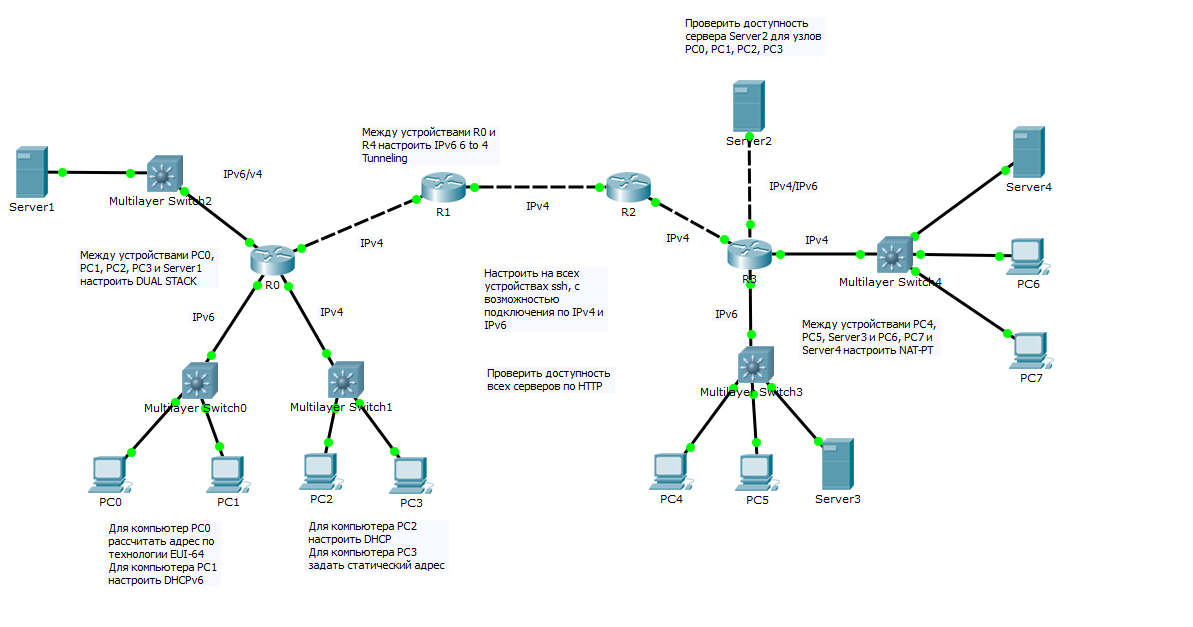 Проверить доступность
сервера Server2 для узлов
PC0, PC1, PC2, PC3
Между устройствами R0 и
R4 настроить IPv6 6 to 4
Tunneling
Server2
Server1
Multilayer Switch2
IPv6/v4
R1
IPv4
R2
IPv4/IPv6
Server4
IPv4
IPv4
IPv4
Между устройствами PC0,
PC1, PC2, PC3 и Server1
настроить DUAL STACK
R0
R3
Multilayer Switch4
PC6
Настроить на всех
устройствах ssh, с
возможностью
подключения по IPv4 и
IPv6
IPv6
IPv4
IPv6
Между устройствами PC4,
PC5, Server3 и PC6, PC7 и
Server4 настроить NAT-PT
PC7
Проверить доступность
всех серверов по HTTP
Multilayer Switch0
Multilayer Switch1
Multilayer Switch3
PC0
PC1
PC2
PC3
PC4
PC5
Server3
Для компьютер PC0
рассчитать адрес по
технологии EUI-64
Для компьютера PC1
настроить DHCPv6
Для компьютера PC2
настроить DHCP
Для компьютера PC3
задать статический адрес